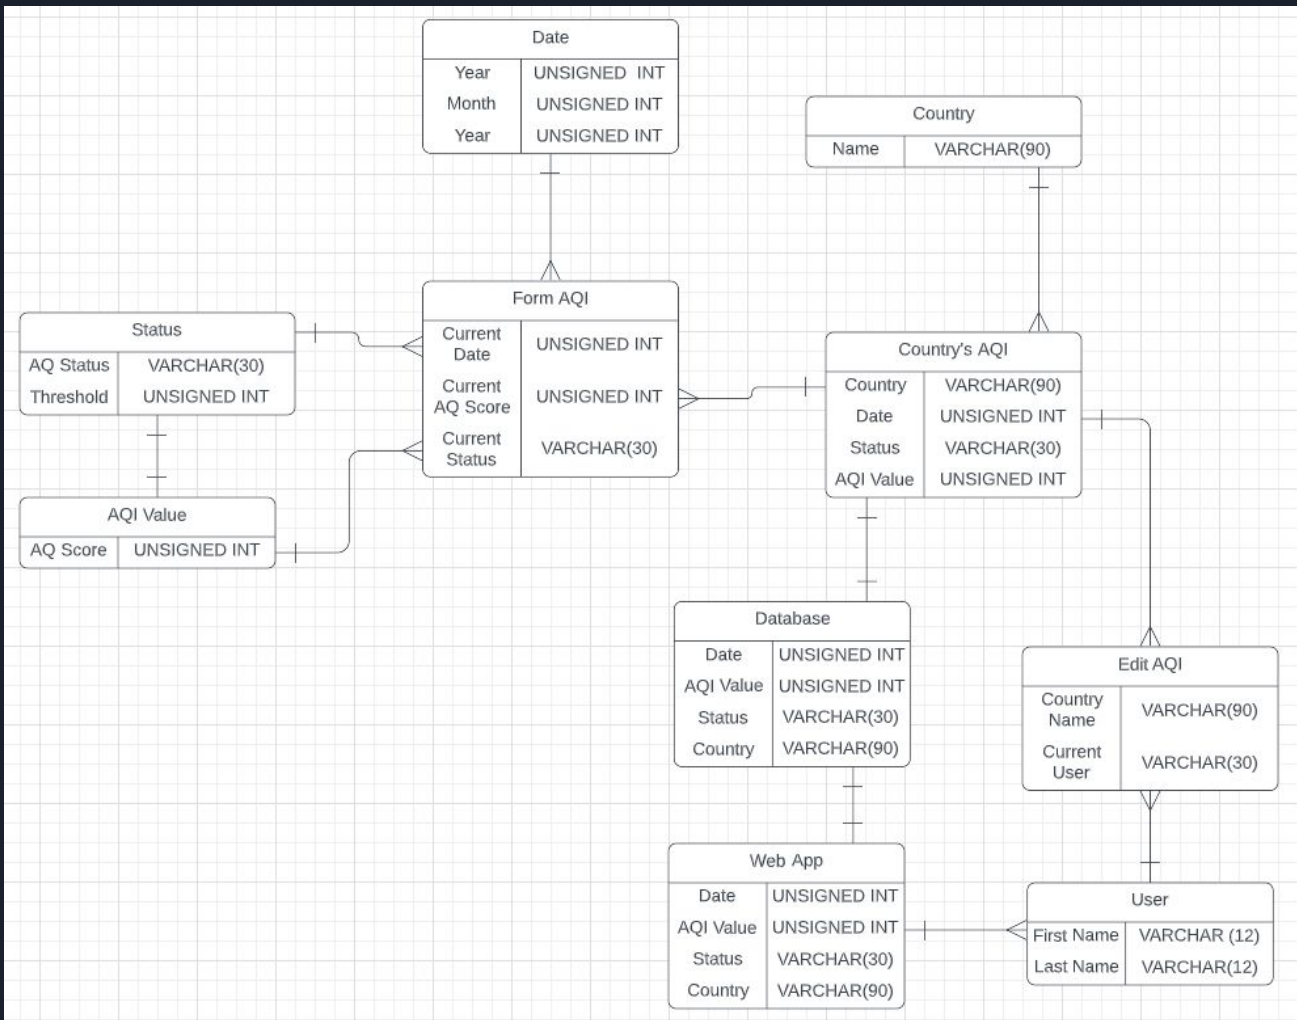 Date
Year UNSIGNED INT
Month UNSIGNED INT
Year UNSIGNED INT
Country
Name VARCHAR(90)
Form AQI
Current
Date
UNSIGNED INT
Current
AQ Score
UNSIGNED INT
Current
Status
VARCHAR(30)
Status
AQ Status VARCHAR(30)
Threshold UNSIGNED INT
Country's AQI
Country VARCHAR(90)
Date UNSIGNED INT
Status VARCHAR(30)
AQI Value UNSIGNED INT
AQI Value
AQ Score UNSIGNED INT
Database
Date UNSIGNED INT
AQI Value UNSIGNED INT
Status VARCHAR(30)
Country VARCHAR(90)
Edit AQI
Country
Name
VARCHAR(90)
Current
User
VARCHAR(30)
Web App
Date UNSIGNED INT
AQI Value UNSIGNED INT
Status VARCHAR(30)
Country VARCHAR(90)
User
First Name VARCHAR (12)
Last Name VARCHAR(12)